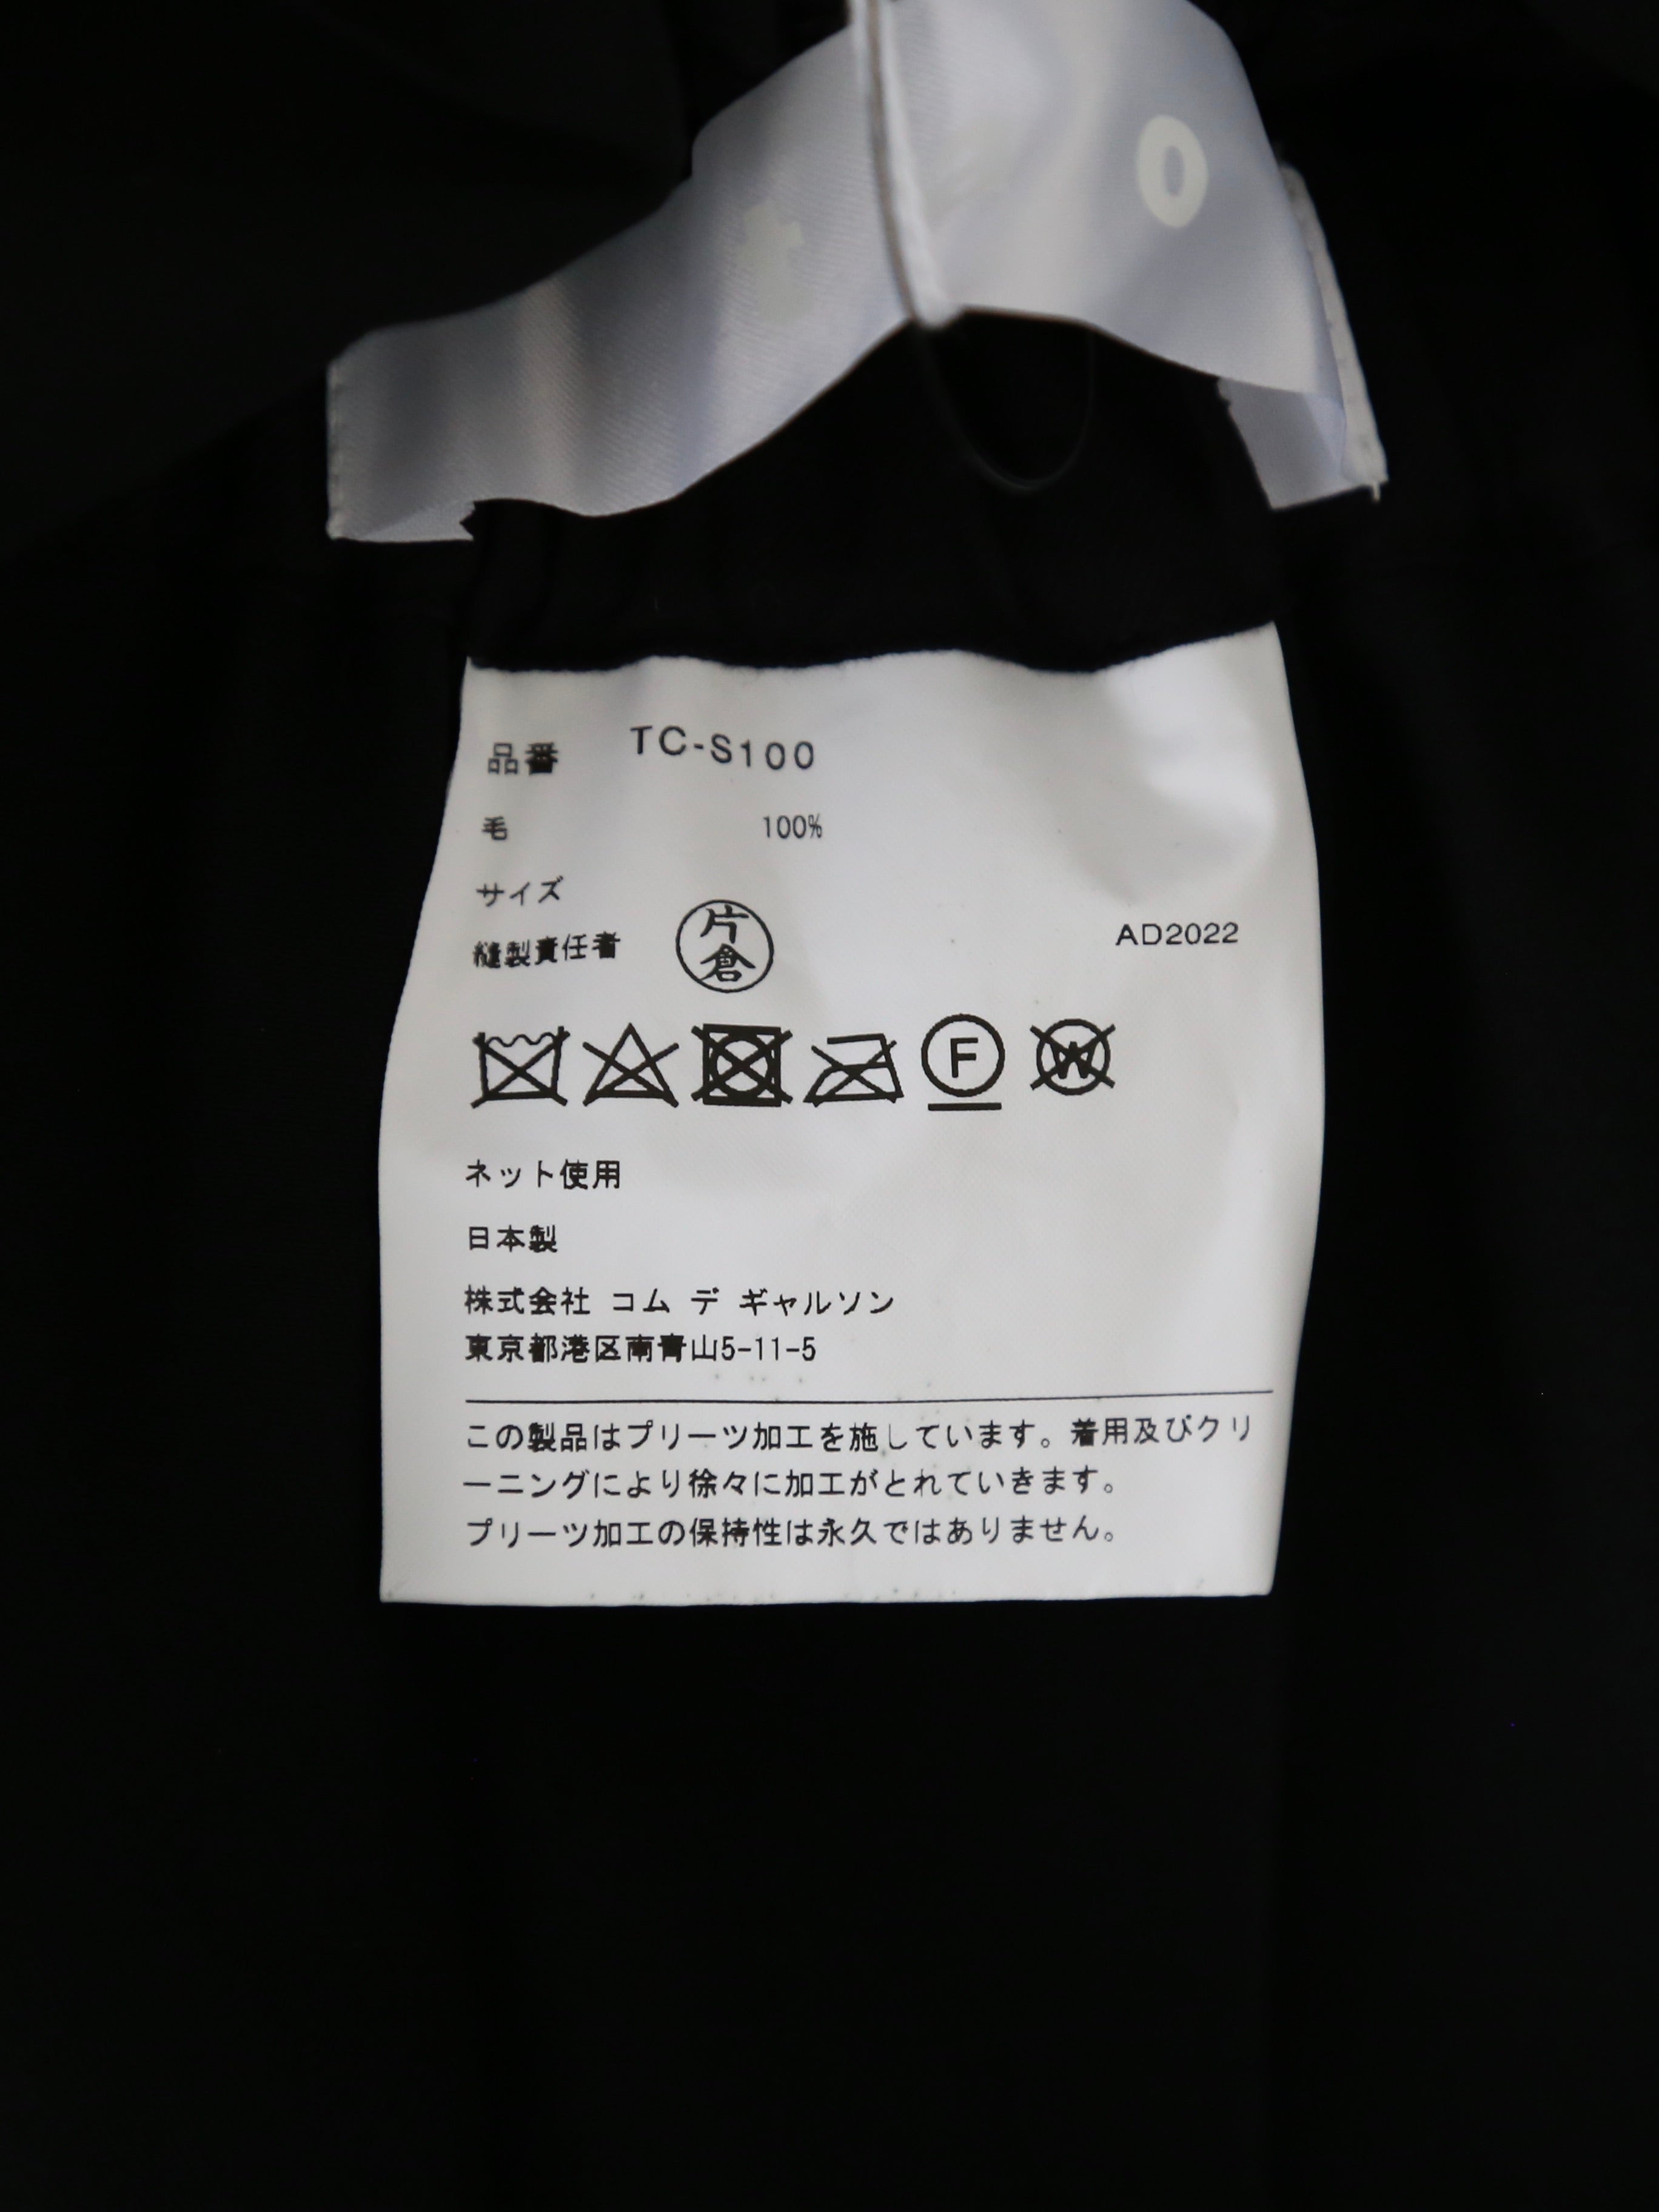 t o
品番 TC-S100
毛 100%
サイズ
縫製責任者 片倉 AD2022
F W
ネット使用
日本製
株式会社 コム デ ギャルソン
東京都港区南青山5-11-5
この製品はプリーツ加工を施しています。着用及びクリ
ーニングにより徐々に加工がとれていきます。
プリーツ加工の保持性は永久ではありません。